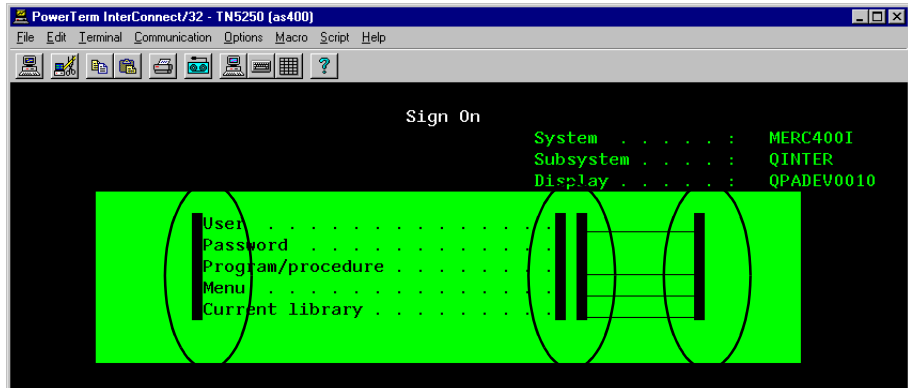 PowerTerm InterConnect/32 - TN5250 (as400)
File Edit Terminal Communication Options Macro Script Help
Sign On
System . . . . . : MERC400I
Subsystem . . . . : QINTER
Display . . . . . : QPADEV0010
User . . . . . . . . . . . . . .
Password . . . . . . . . . . . .
Program/procedure . . . . . . . .
Menu . . . . . . . . . . . . . .
Current library . . . . . . . . .